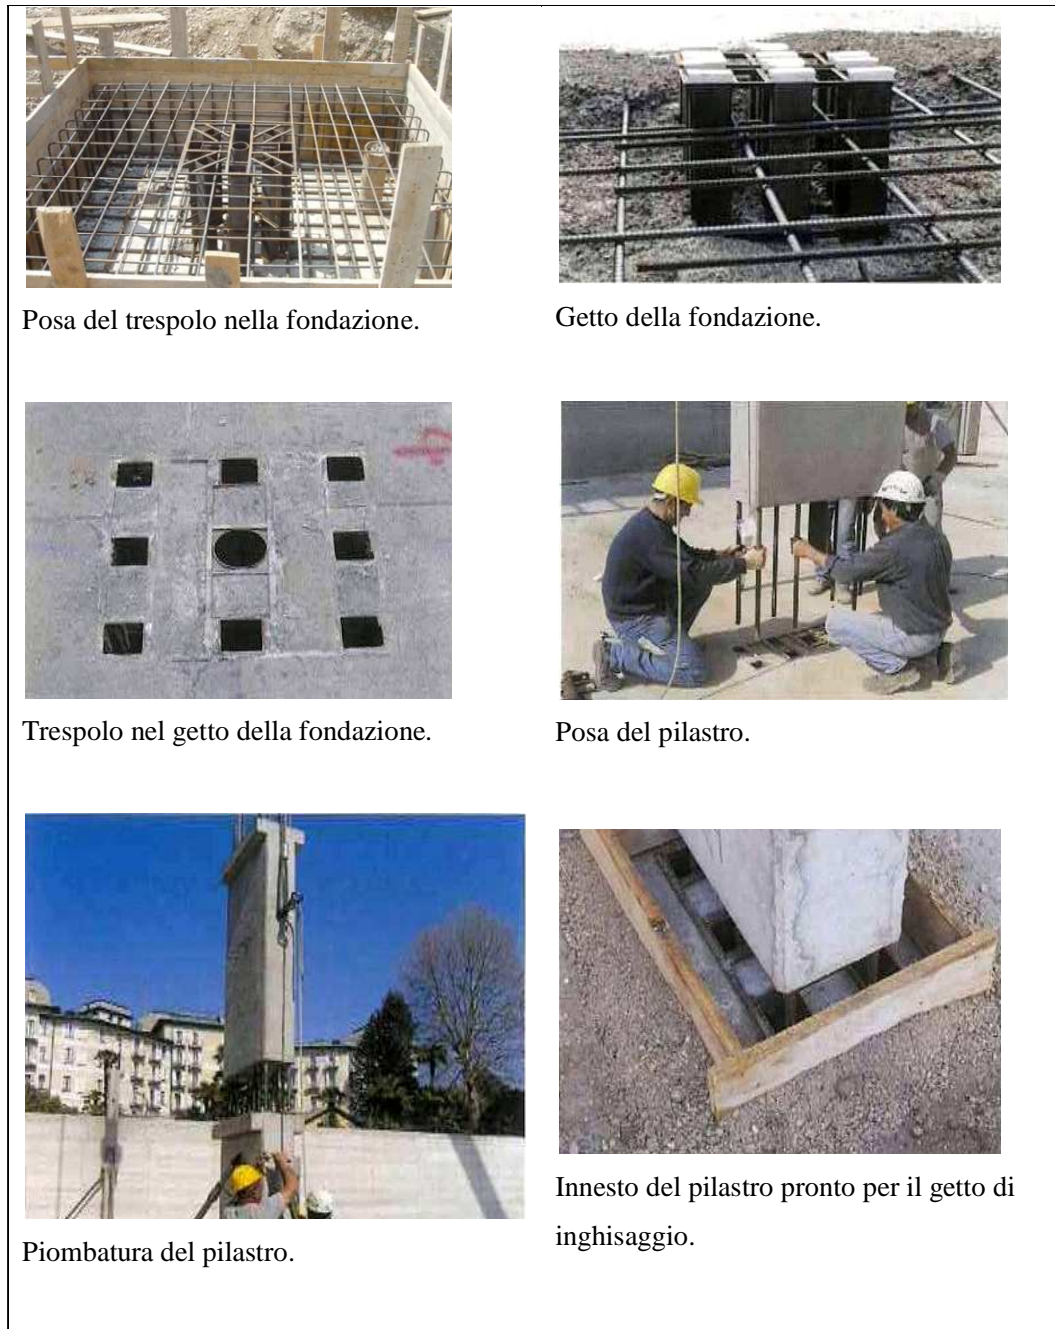 Posa del trespolo nella fondazione.
Getto della fondazione.
Trespolo nel getto della fondazione.
Posa del pilastro.
Piombatura del pilastro.
Innesto del pilastro pronto per il getto di
inghisaggio.